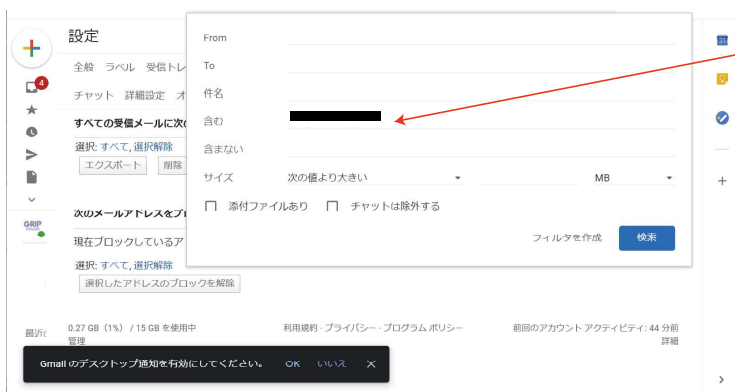 設定
全般 ラベル 受信トレ
チャット 詳細設定 オ
すべての受信メールに次の
選択: すべて, 選択解除
エクスポート 削除
次のメールアドレスをブ
現在ブロックしているア
選択: すべて, 選択解除
選択したアドレスのブロックを解除
From
To
件名
含む
含まない
サイズ 次の値より大きい MB
添付ファイルあり チャットは除外する
フィルタを作成 検索
4
GRIP
31
最近
0.27 GB（1%） / 15 GB を使用中
管理
利用規約 - プライバシー - プログラム ポリシー
前回のアカウント アクティビティ: 44 分前
詳細
Gmail のデスクトップ通知を有効にしてください。 OK いいえ ×